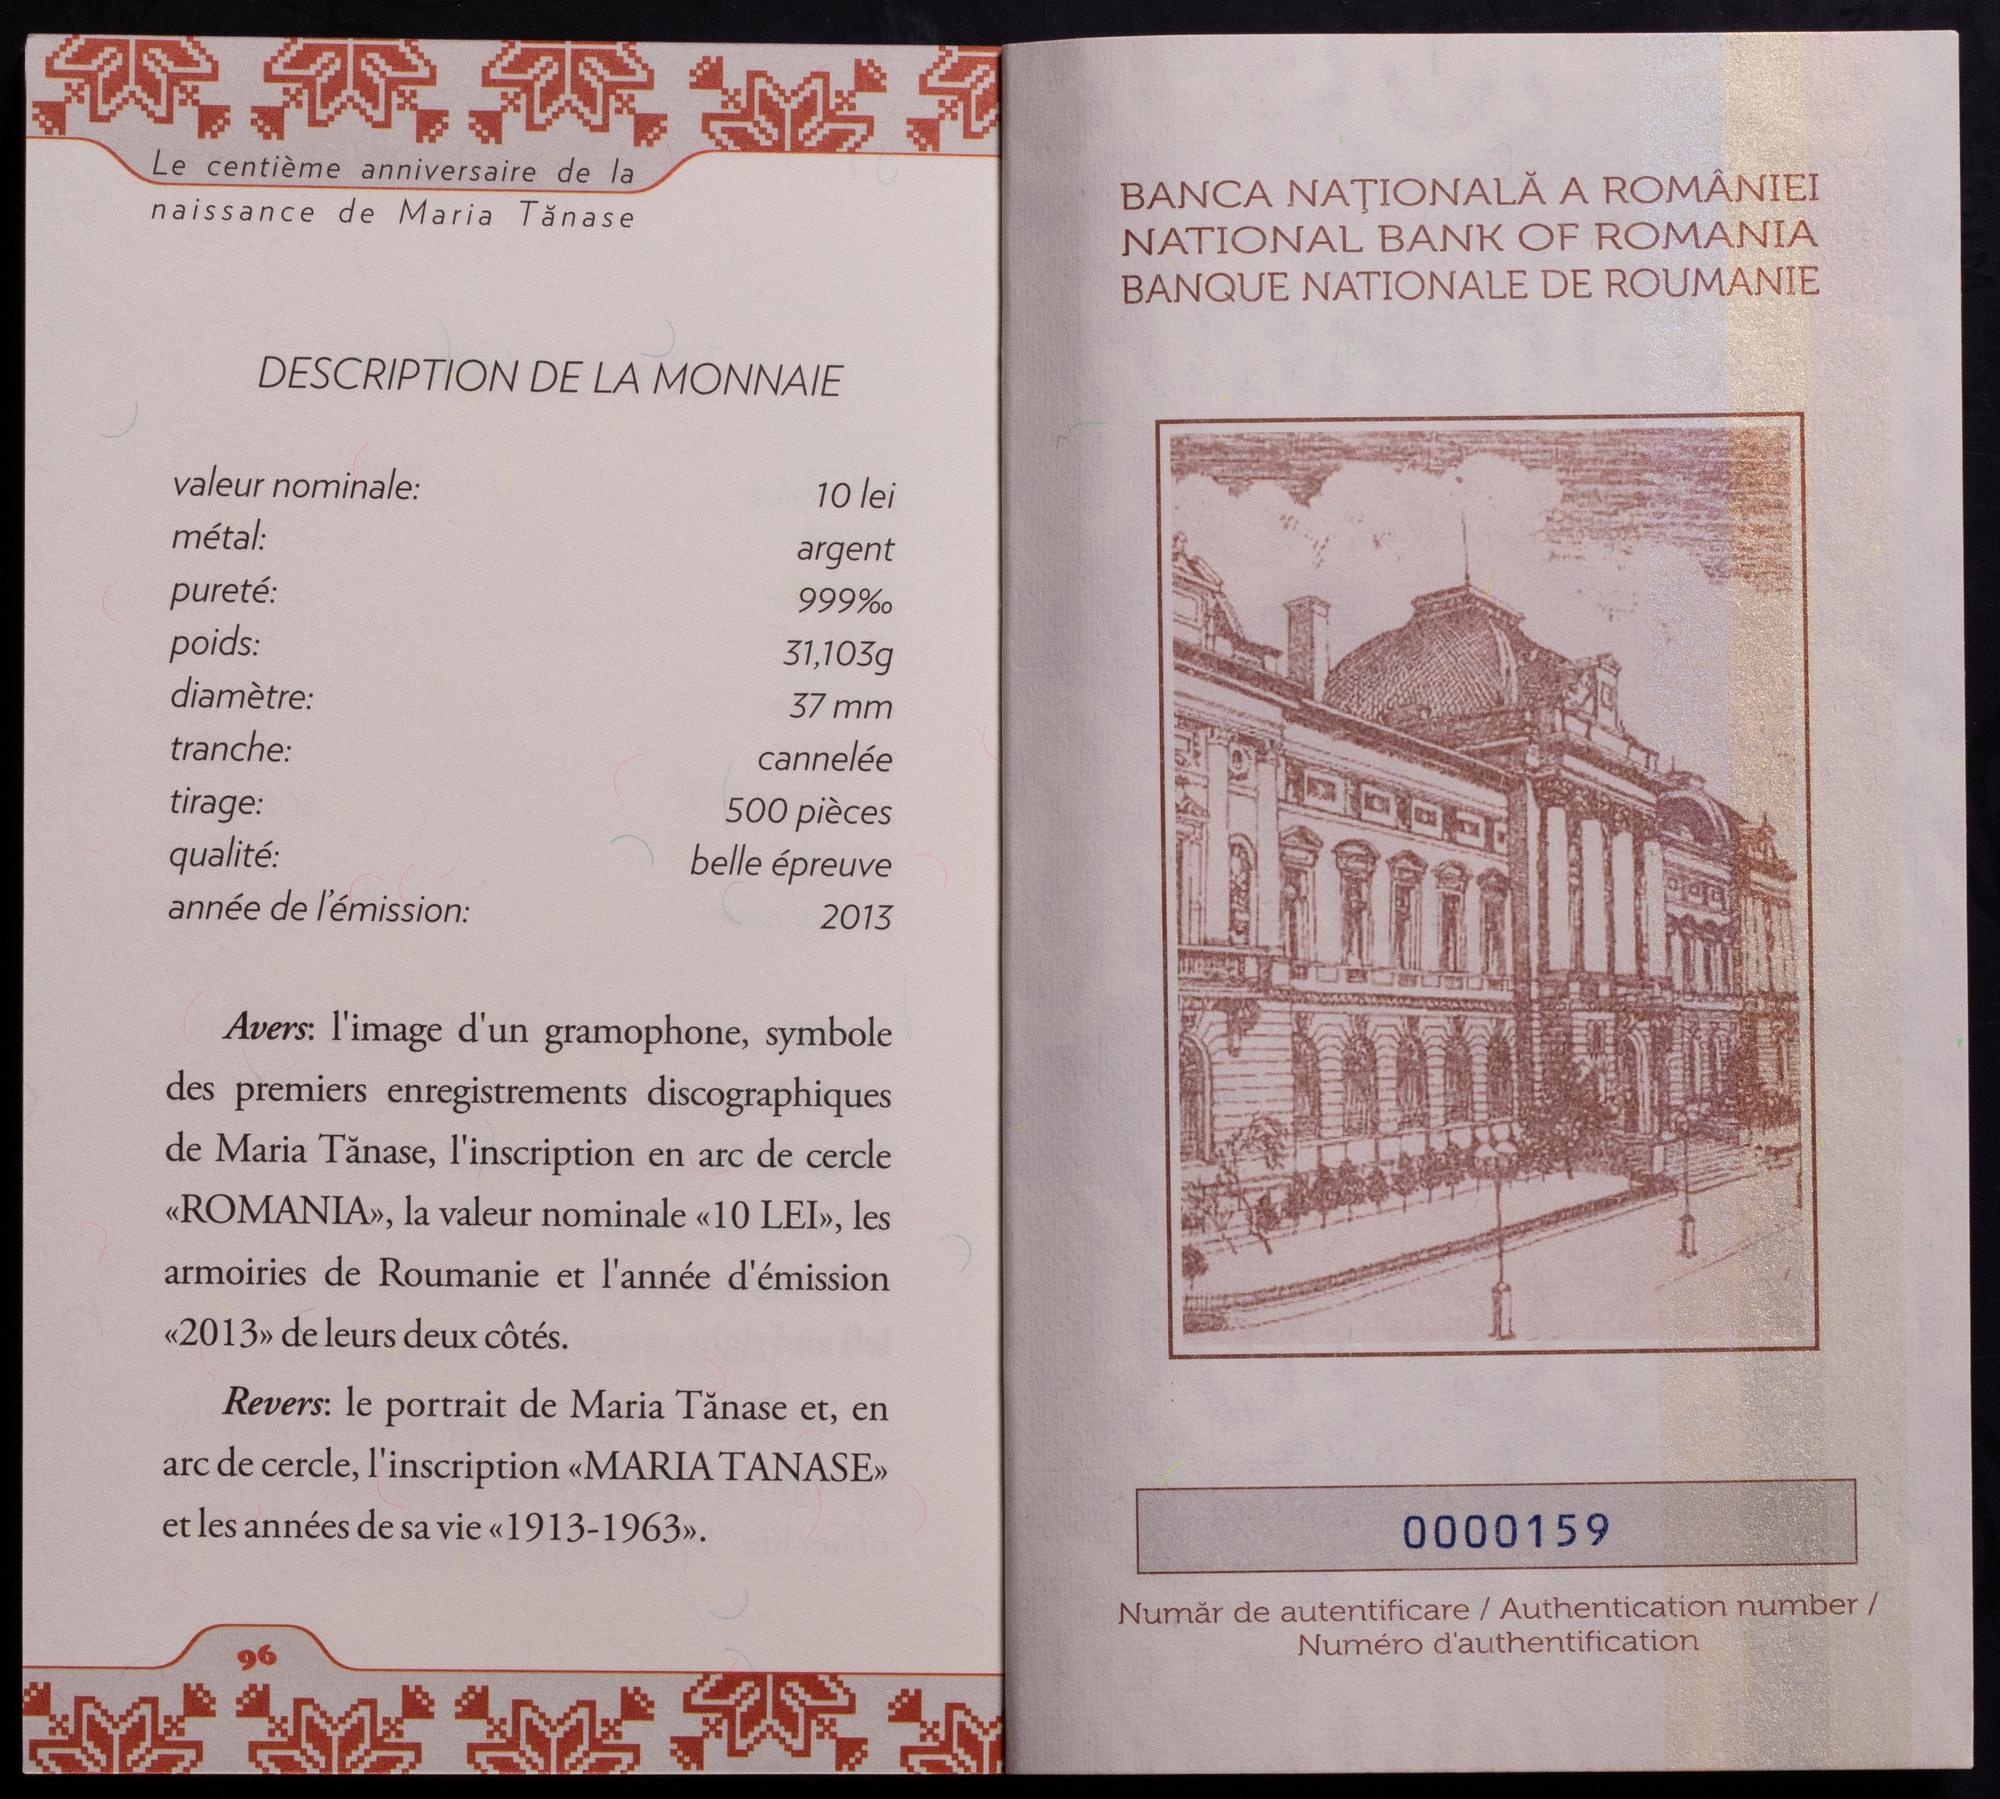 Le centième anniversaire de la
naissance de Maria Tănase
DESCRIPTION DE LA MONNAIE
valeur nominale: 10 lei
métal: argent
pureté: 999‰
poids: 31,103g
diamètre: 37 mm
tranche: cannelée
tirage: 500 pièces
qualité: belle épreuve
année de l'émission: 2013
Avers: l'image d'un gramophone, symbole
des premiers enregistrements discographiques
de Maria Tănase, l'inscription en arc de cercle
«ROMANIA», la valeur nominale «10 LEI», les
armoiries de Roumanie et l'année d'émission
«2013» de leurs deux côtés.
Revers: le portrait de Maria Tănase et, en
arc de cercle, l'inscription «MARIA TANASE»
et les années de sa vie «1913-1963».
96
BANCA NAŢIONALĂ A ROMÂNIEI
NATIONAL BANK OF ROMANIA
BANQUE NATIONALE DE ROUMANIE
0000159
Număr de autentificare / Authentication number /
Numéro d'authentification